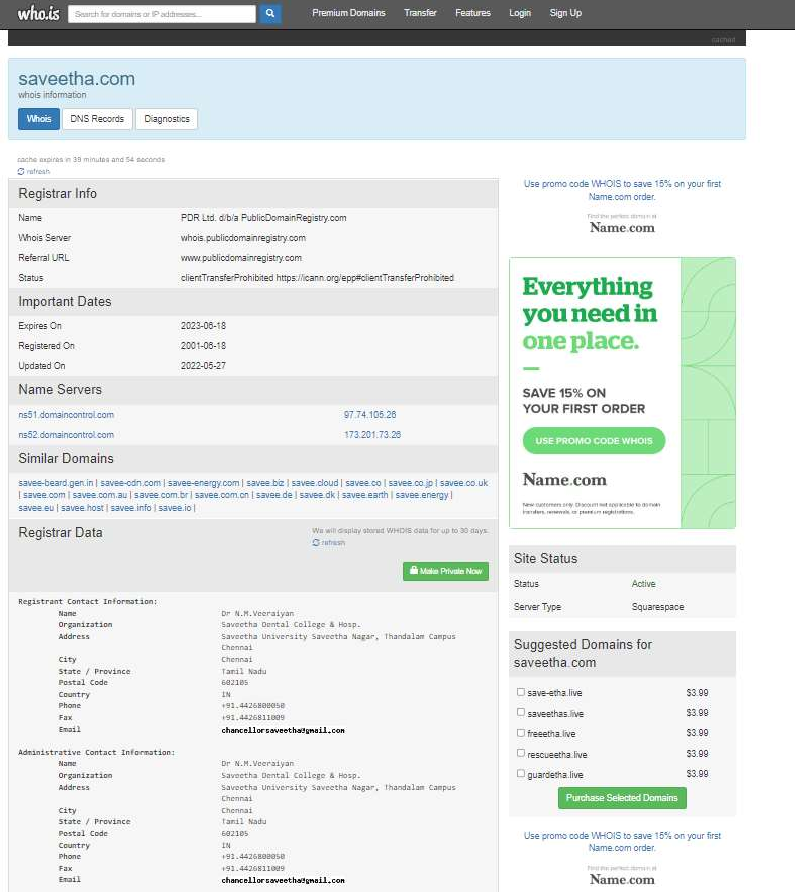 who.is
Search for domains or IP addresses...
Premium Domains Transfer Features Login Sign Up
cached
saveetha.com
whois information
Whois DNS Records Diagnostics
cache expires in 39 minutes and 54 seconds
refresh
Registrar Info
Name PDR Ltd. d/b/a PublicDomainRegistry.com
Whois Server whois.publicdomainregistry.com
Referral URL www.publicdomainregistry.com
Status clientTransferProhibited https://icann.org/epp#clientTransferProhibited
Important Dates
Expires On 2023-06-18
Registered On 2001-06-18
Updated On 2022-05-27
Name Servers
ns51.domaincontrol.com 97.74.105.26
ns52.domaincontrol.com 173.201.73.26
Similar Domains
savee-beard.gen.in | savee-cdn.com | savee-energy.com | savee.biz | savee.cloud | savee.co | savee.co.jp | savee.co.uk
| savee.com | savee.com.au | savee.com.br | savee.com.cn | savee.de | savee.dk | savee.earth | savee.energy |
savee.eu | savee.host | savee.info | savee.io |
Registrar Data
We will display stored WHOIS data for up to 30 days.
refresh
Make Private Now
Registrant Contact Information:
Name Dr N.M.Veeraiyan
Organization Saveetha Dental College & Hosp.
Address Saveetha University Saveetha Nagar, Thandalam Campus
Chennai
City Chennai
State / Province Tamil Nadu
Postal Code 602105
Country IN
Phone +91.4426800050
Fax +91.4426811009
Email chancellorsaveetha@gmail.com
Administrative Contact Information:
Name Dr N.M.Veeraiyan
Organization Saveetha Dental College & Hosp.
Address Saveetha University Saveetha Nagar, Thandalam Campus
Chennai
City Chennai
State / Province Tamil Nadu
Postal Code 602105
Country IN
Phone +91.4426800050
Fax +91.4426811009
Email chancellorsaveetha@gmail.com
Use promo code WHOIS to save 15% on your first
Name.com order.
Find the perfect domain at
Name.com
Everything
you need in
one place.
SAVE 15% ON
YOUR FIRST ORDER
USE PROMO CODE WHOIS
Name.com
New customers only. Discount not applicable to domain
transfers, renewals, or premium registrations.
Site Status
Status Active
Server Type Squarespace
Suggested Domains for
saveetha.com
save-etha.live $3.99
saveethas.live $3.99
freeetha.live $3.99
rescueetha.live $3.99
guardetha.live $3.99
Purchase Selected Domains
Use promo code WHOIS to save 15% on your first
Name.com order.
Find the perfect domain at
Name.com